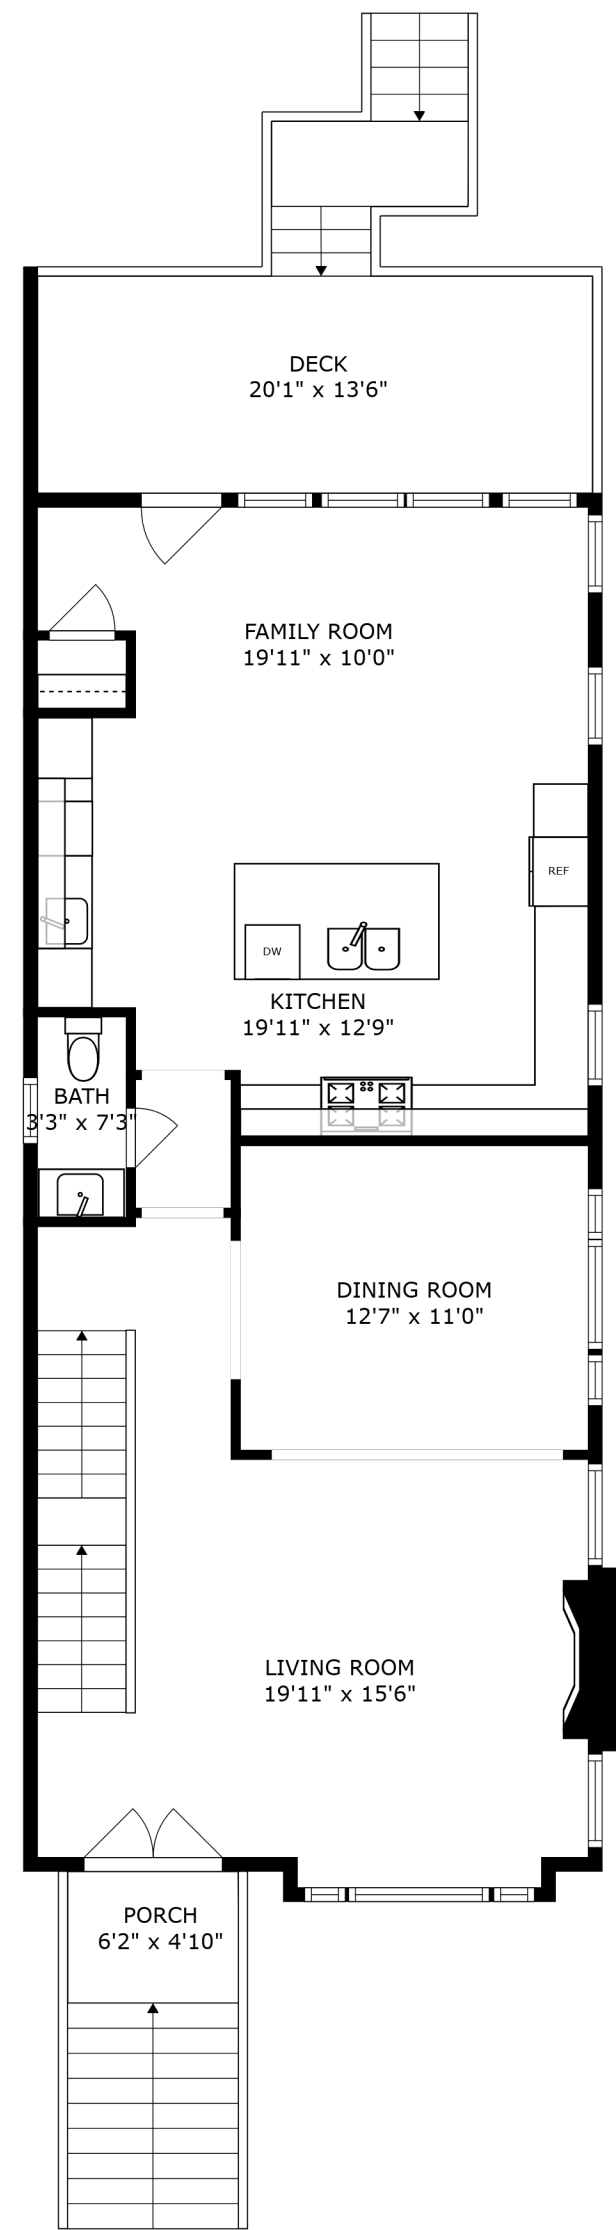 DECK
20'1" x 13'6"
FAMILY ROOM
19'11" x 10'0"
REF
DW
KITCHEN
19'11" x 12'9"
BATH
3'3" x 7'3"
DINING ROOM
12'7" x 11'0"
LIVING ROOM
19'11" x 15'6"
PORCH
6'2" x 4'10"